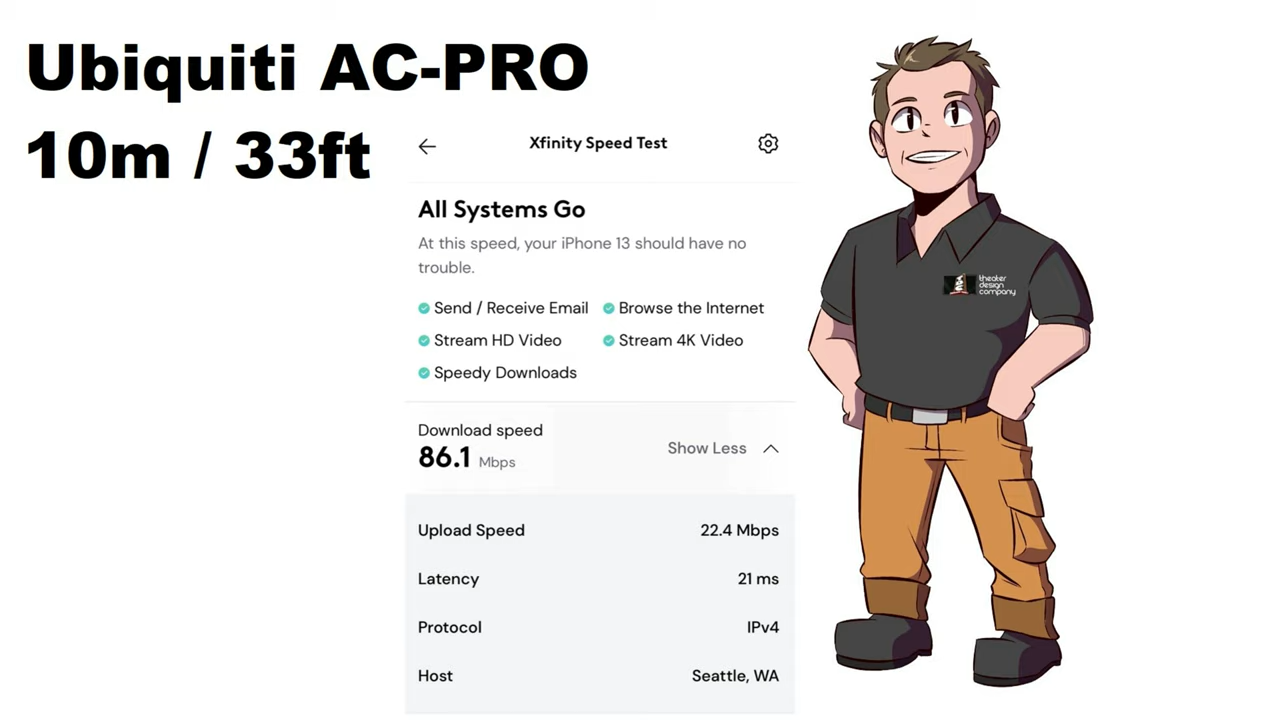 Ubiquiti AC-PRO
10m / 33ft
Xfinity Speed Test
All Systems Go
At this speed, your iPhone 13 should have no
trouble.
Send / Receive Email
Browse the Internet
Stream HD Video
Stream 4K Video
Speedy Downloads
Download speed
86.1 Mbps
Show Less
Upload Speed
22.4 Mbps
Latency
21 ms
Protocol
IPv4
Host
Seattle, WA
theater
design
company